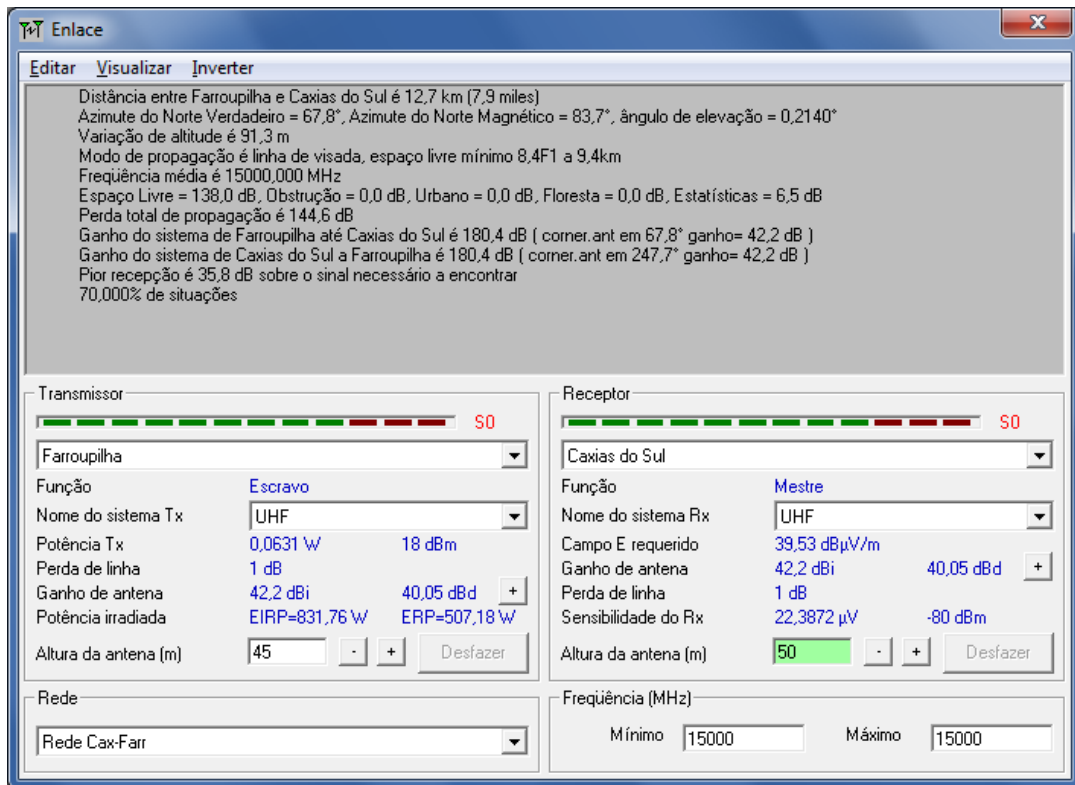 Enlace
Editar Visualizar Inverter
Distância entre Farroupilha e Caxias do Sul é 12,7 km (7,9 miles)
Azimute do Norte Verdadeiro = 67,8°, Azimute do Norte Magnético = 83,7°, ângulo de elevação = 0,2140°
Variação de altitude é 91,3 m
Modo de propagação é linha de visada, espaço livre mínimo 8,4F1 a 9,4km
Freqüência média é 15000,000 MHz
Espaço Livre = 138,0 dB, Obstrução = 0,0 dB, Urbano = 0,0 dB, Floresta = 0,0 dB, Estatísticas = 6,5 dB
Perda total de propagação é 144,6 dB
Ganho do sistema de Farroupilha até Caxias do Sul é 180,4 dB ( corner.ant em 67,8° ganho= 42,2 dB )
Ganho do sistema de Caxias do Sul a Farroupilha é 180,4 dB ( corner.ant em 247,7° ganho= 42,2 dB )
Pior recepção é 35,8 dB sobre o sinal necessário a encontrar
70,000% de situações
Transmissor
S0
Farroupilha
Função Escravo
Nome do sistema Tx UHF
Potência Tx 0,0631 W 18 dBm
Perda de linha 1 dB
Ganho de antena 42,2 dBi 40,05 dBd +
Potência irradiada EIRP=831,76 W ERP=507,18 W
Altura da antena (m) 45 - + Desfazer
Receptor
S0
Caxias do Sul
Função Mestre
Nome do sistema Rx UHF
Campo E requerido 39,53 dBµV/m
Ganho de antena 42,2 dBi 40,05 dBd +
Perda de linha 1 dB
Sensibilidade do Rx 22,3872 µV -80 dBm
Altura da antena (m) 50 - + Desfazer
Rede
Rede Cax-Farr
Freqüência (MHz)
Mínimo 15000 Máximo 15000